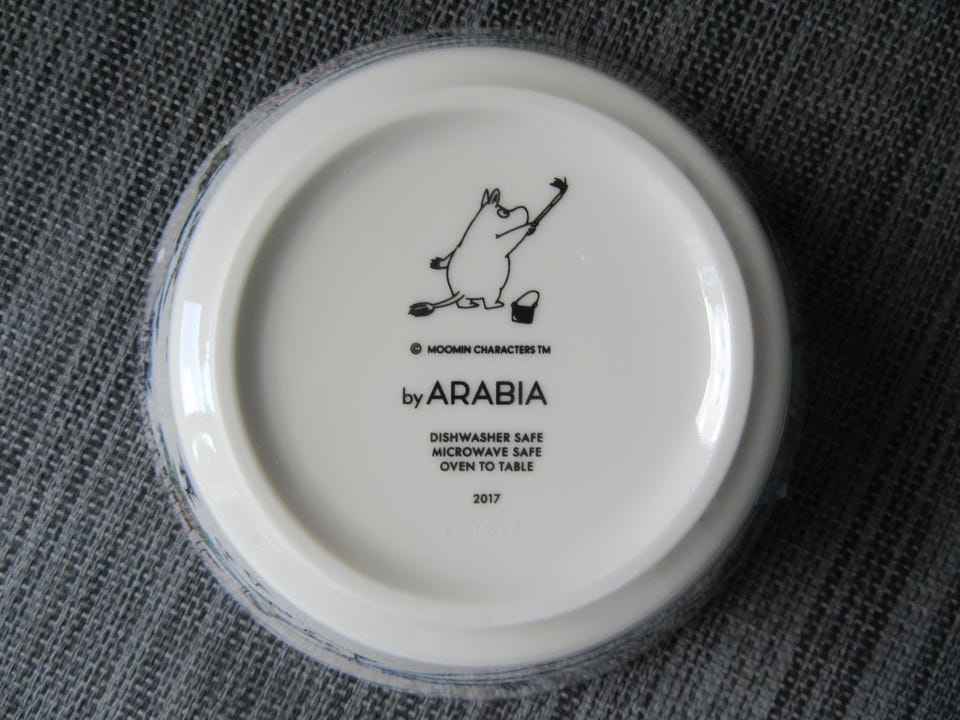 © MOOMIN CHARACTERS TM
by ARABIA
DISHWASHER SAFE
MICROWAVE SAFE
OVEN TO TABLE
2017